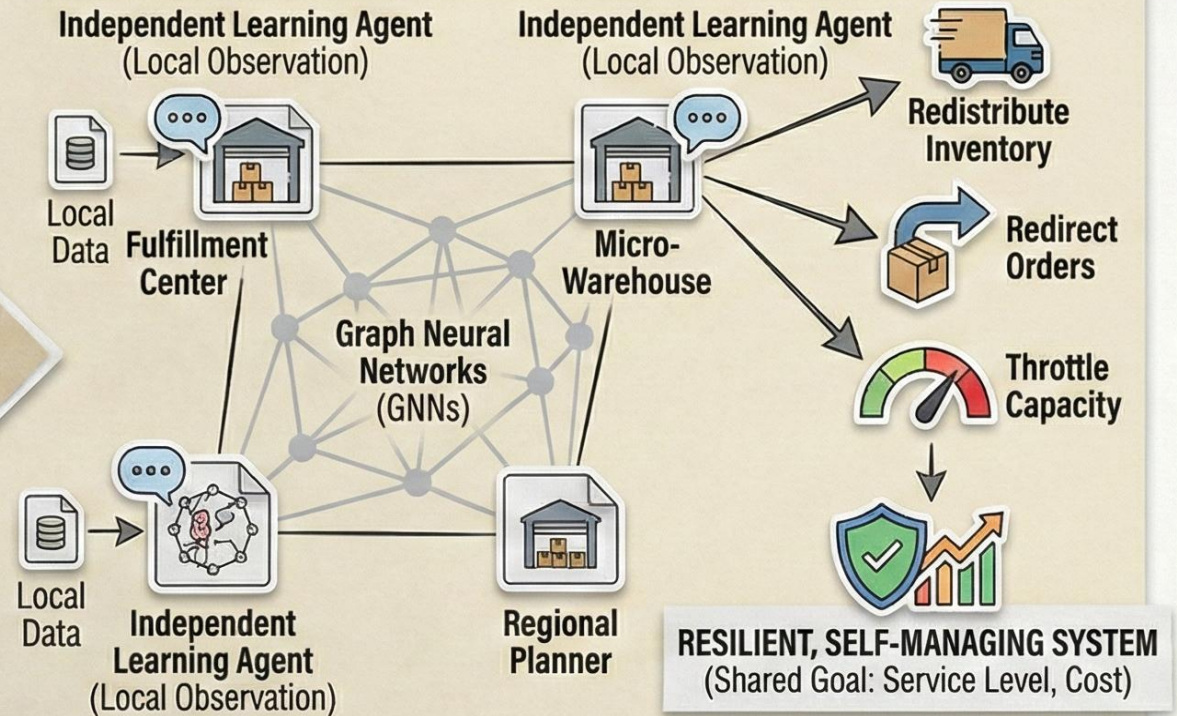 Independent Learning Agent
(Local Observation)
Independent Learning Agent
(Local Observation)
Redistribute
Inventory
Local
Data
Fulfillment
Center
Micro-
Warehouse
Redirect
Orders
Graph Neural
Networks
(GNNs)
Throttle
Capacity
Local
Data
Independent
Learning Agent
(Local Observation)
Regional
Planner
RESILIENT, SELF-MANAGING SYSTEM
(Shared Goal: Service Level, Cost)